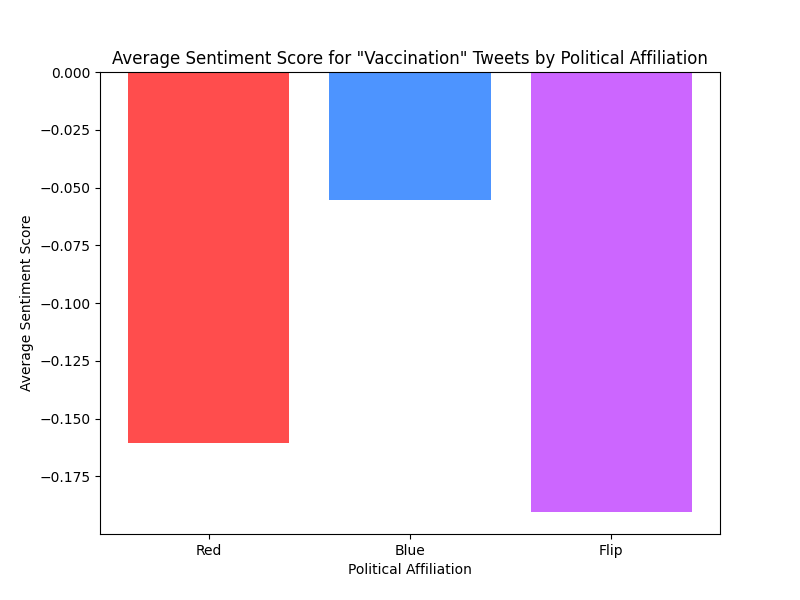 Average Sentiment Score for "Vaccination" Tweets by Political Affiliation
0.000
−0.025
−0.050
−0.075
−0.100
−0.125
−0.150
−0.175
Average Sentiment Score
Red Blue Flip
Political Affiliation